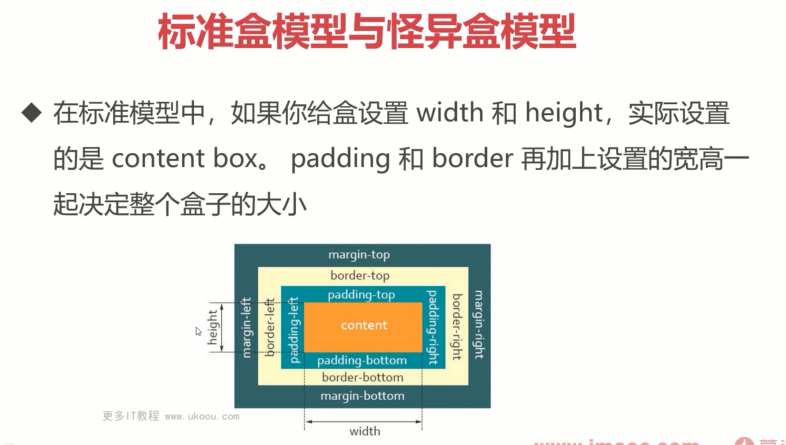 标准盒模型与怪异盒模型
◆ 在标准模型中，如果你给盒设置 width 和 height，实际设置
的是 content box。 padding 和 border 再加上设置的宽高一
起决定整个盒子的大小
margin-top
border-top
padding-top
height
margin-left
border-left
padding-left
content
padding-right
border-right
margin-right
padding-bottom
border-bottom
margin-bottom
更多IT教程 www.ukoou.com
width